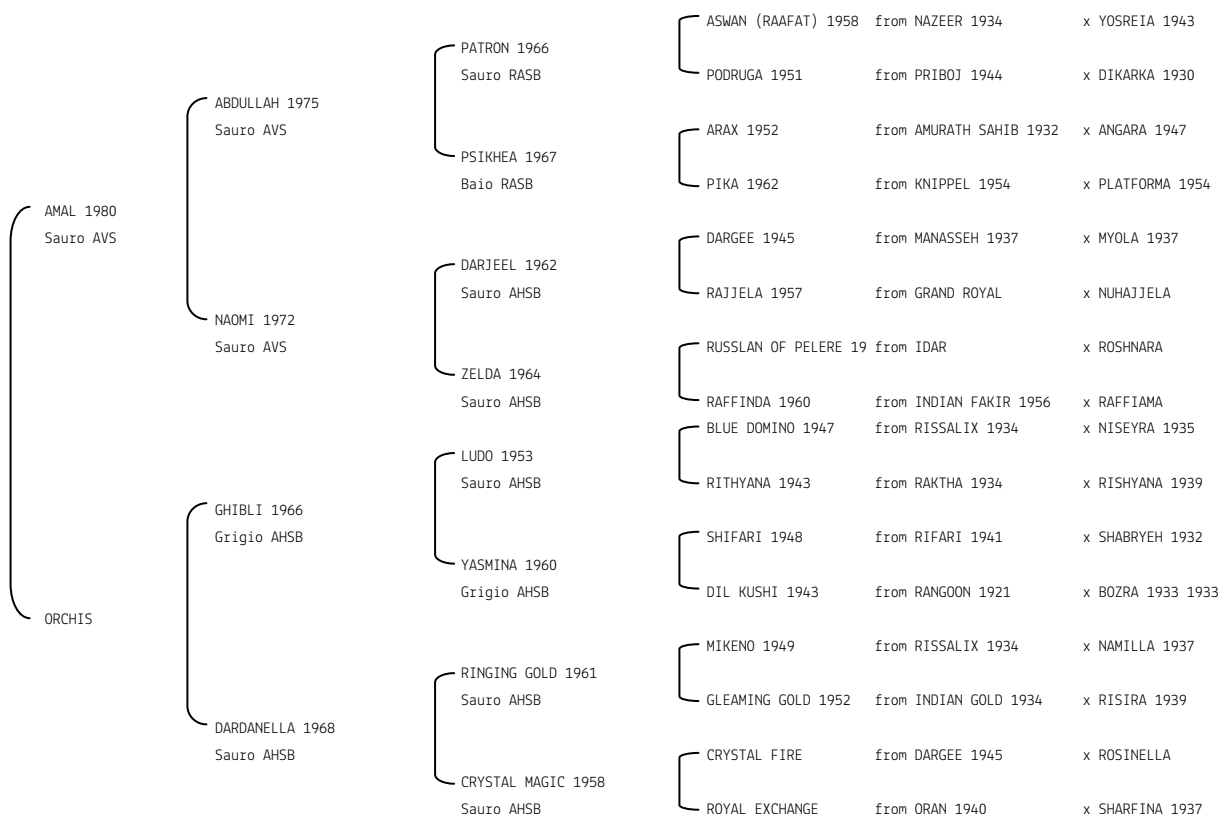 ASWAN (RAAFAT) 1958 from NAZEER 1934 x YOSREIA 1943
PATRON 1966
Sauro RASB
PODRUGA 1951 from PRIBOJ 1944 x DIKARKA 1930
ABDULLAH 1975
Sauro AVS
ARAX 1952 from AMURATH SAHIB 1932 x ANGARA 1947
PSIKHEA 1967
Baio RASB
PIKA 1962 from KNIPPEL 1954 x PLATFORMA 1954
AMAL 1980
Sauro AVS
DARGEE 1945 from MANASSEH 1937 x MYOLA 1937
DARJEEL 1962
Sauro AHSB
RAJJELA 1957 from GRAND ROYAL x NUHAJJELA
NAOMI 1972
Sauro AVS
RUSSLAN OF PELERE 19 from IDAR x ROSHNARA
ZELDA 1964
Sauro AHSB
RAFFINDA 1960 from INDIAN FAKIR 1956 x RAFFIAMA
BLUE DOMINO 1947 from RISSALIX 1934 x NISEYRA 1935
LUDO 1953
Sauro AHSB
RITHYANA 1943 from RAKTHA 1934 x RISHYANA 1939
GHIBLI 1966
Grigio AHSB
SHIFARI 1948 from RIFARI 1941 x SHABRYEH 1932
YASMINA 1960
Grigio AHSB
DIL KUSHI 1943 from RANGOON 1921 x BOZRA 1933 1933
ORCHIS
MIKENO 1949 from RISSALIX 1934 x NAMILLA 1937
RINGING GOLD 1961
Sauro AHSB
GLEAMING GOLD 1952 from INDIAN GOLD 1934 x RISIRA 1939
DARDANELLA 1968
Sauro AHSB
CRYSTAL FIRE from DARGEE 1945 x ROSINELLA
CRYSTAL MAGIC 1958
Sauro AHSB
ROYAL EXCHANGE from ORAN 1940 x SHARFINA 1937